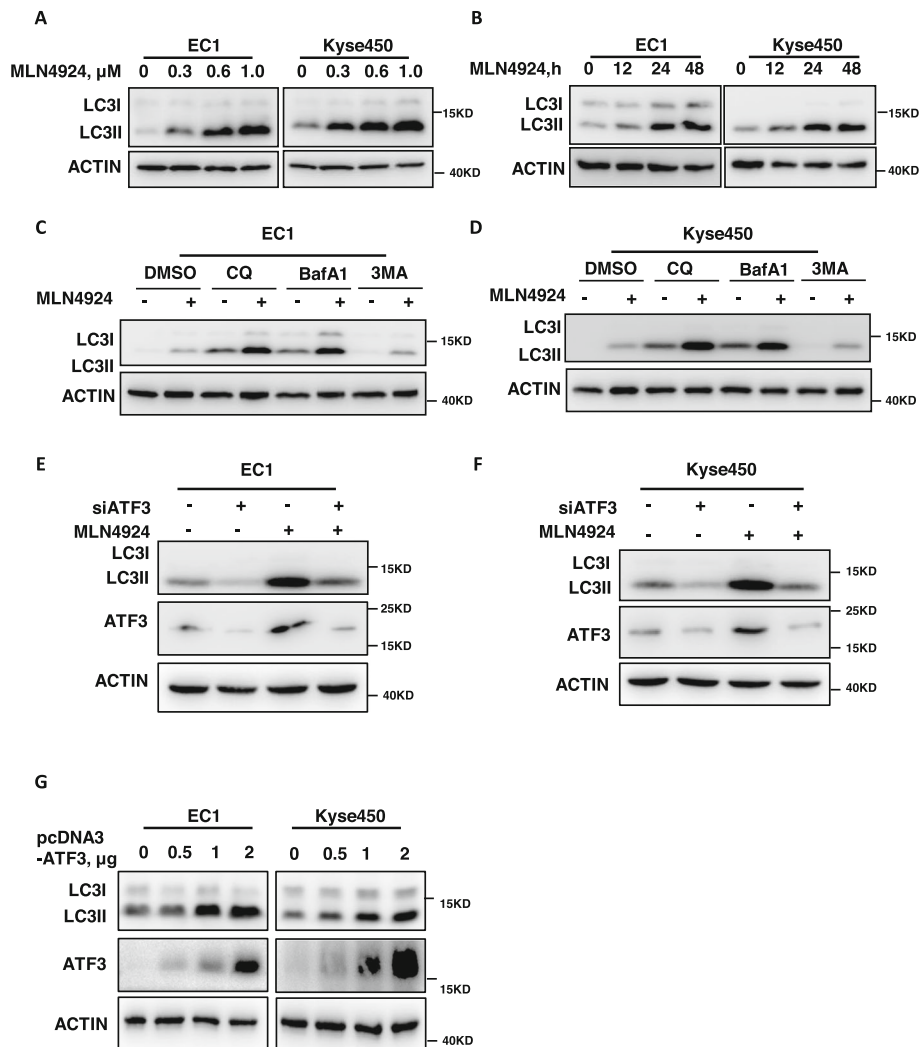 A
EC1 Kyse450
MLN4924, µM 0 0.3 0.6 1.0 0 0.3 0.6 1.0
LC3I
15KD
LC3II
ACTIN
40KD
B
EC1 Kyse450
MLN4924,h 0 12 24 48 0 12 24 48
LC3I
15KD
LC3II
ACTIN
40KD
C
EC1
DMSO CQ BafA1 3MA
MLN4924 - + - + - + - +
LC3I
15KD
LC3II
ACTIN
40KD
D
Kyse450
DMSO CQ BafA1 3MA
MLN4924 - + - + - + - +
LC3I
15KD
LC3II
ACTIN
40KD
E
EC1
siATF3 - + - +
MLN4924 - - + +
LC3I
15KD
LC3II
25KD
ATF3
15KD
ACTIN
40KD
F
Kyse450
siATF3 - + - +
MLN4924 - - + +
LC3I
15KD
LC3II
25KD
ATF3
15KD
ACTIN
40KD
G
EC1 Kyse450
pcDNA3
-ATF3, µg 0 0.5 1 2 0 0.5 1 2
LC3I
15KD
LC3II
ATF3
15KD
ACTIN
40KD